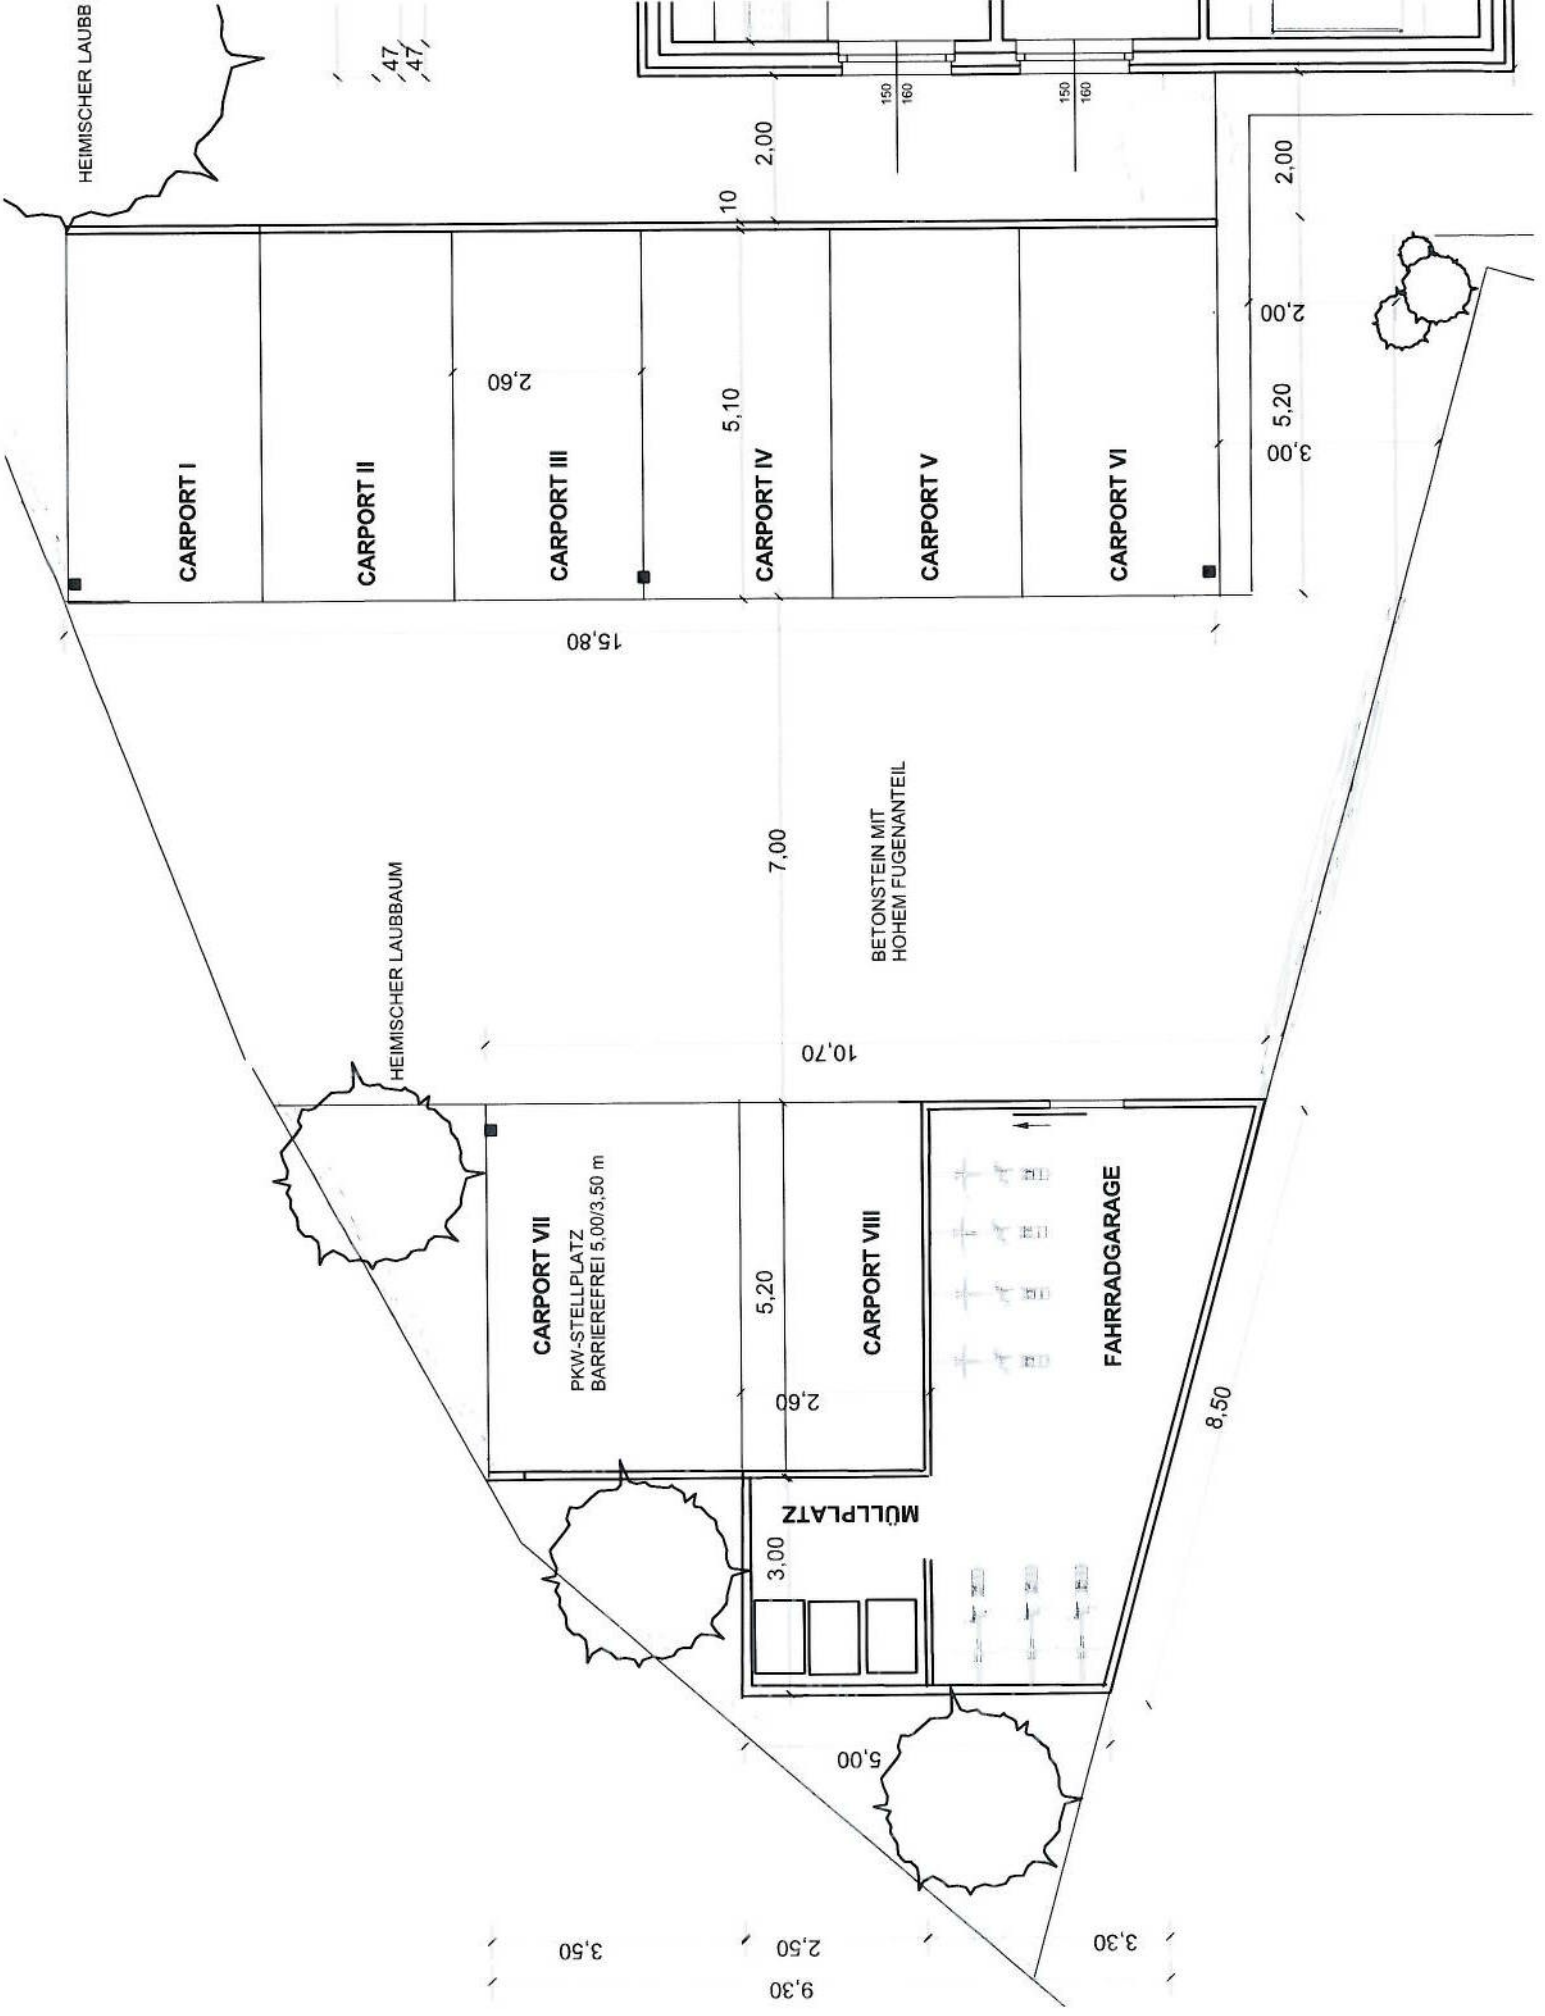 HEIMISCHER LAUBB
47
47
150
160
150
160
2,00
2,00
10
2,00
2,60
5,10
5,20
3,00
CARPORT I
CARPORT II
CARPORT III
CARPORT IV
CARPORT V
CARPORT VI
15,80
7,00
BETONSTEIN MIT
HOHEM FUGENANTEIL
HEIMISCHER LAUBBAUM
10,70
CARPORT VII
PKW-STELLPLATZ
BARRIEREFREI 5,00/3,50 m
5,20
CARPORT VIII
2,60
FAHRRADGARAGE
8,50
MÜLLPLATZ
3,00
5,00
3,50
2,50
3,30
9,30